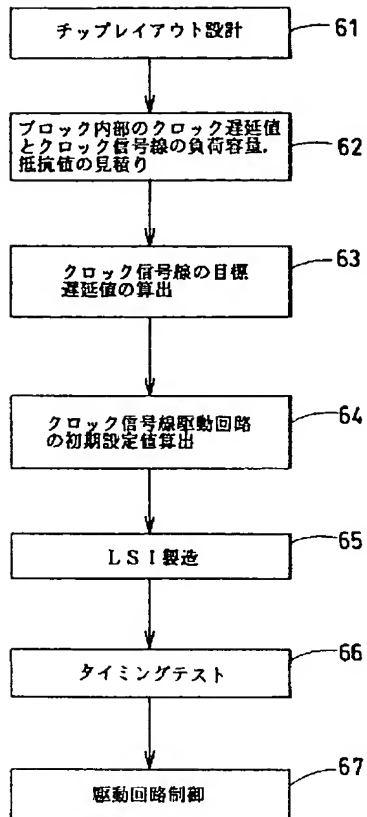 チップレイアウト設計
61
ブロック内部のクロック遅延値
とクロック信号線の負荷容量,
抵抗値の見積り
62
クロック信号線の目標
遅延値の算出
63
クロック信号線駆動回路
の初期設定値算出
64
LSI製造
65
タイミングテスト
66
駆動回路制御
67